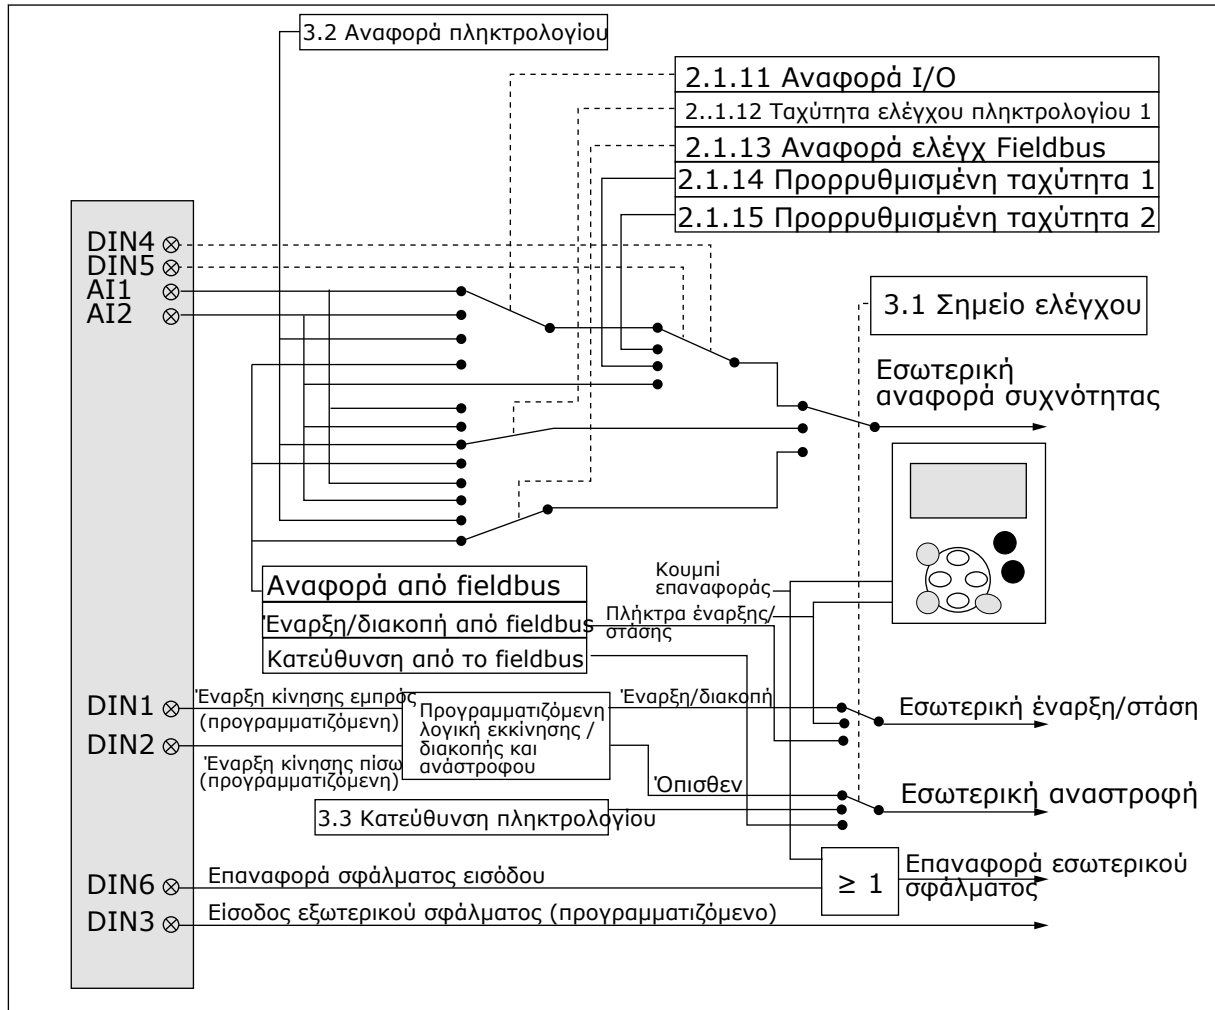 3.2 Αναφορά πληκτρολογίου
2.1.11 Αναφορά I/O
2..1.12 Ταχύτητα ελέγχου πληκτρολογίου 1
2.1.13 Αναφορά ελέγχ Fieldbus
2.1.14 Προρρυθμισμένη ταχύτητα 1
2.1.15 Προρρυθμισμένη ταχύτητα 2
DIN4
DIN5
AI1
AI2
3.1 Σημείο ελέγχου
Εσωτερική
αναφορά συχνότητας
Κουμπί
επαναφοράς
Αναφορά από fieldbus
Έναρξη/διακοπή από fieldbus
Κατεύθυνση από το fieldbus
Πλήκτρα έναρξης/
στάσης
DIN1
Έναρξη κίνησης εμπρός
(προγραμματιζόμενη)
DIN2
Έναρξη κίνησης πίσω
(προγραμματιζόμενη)
Προγραμματιζόμενη
λογική εκκίνησης /
διακοπής και
ανάστροφου
Έναρξη/διακοπή
Εσωτερική έναρξη/στάση
Όπισθεν
Εσωτερική αναστροφή
3.3 Κατεύθυνση πληκτρολογίου
DIN6
Επαναφορά σφάλματος εισόδου
≥ 1
Επαναφορά εσωτερικού
σφάλματος
DIN3
Είσοδος εξωτερικού σφάλματος (προγραμματιζόμενο)